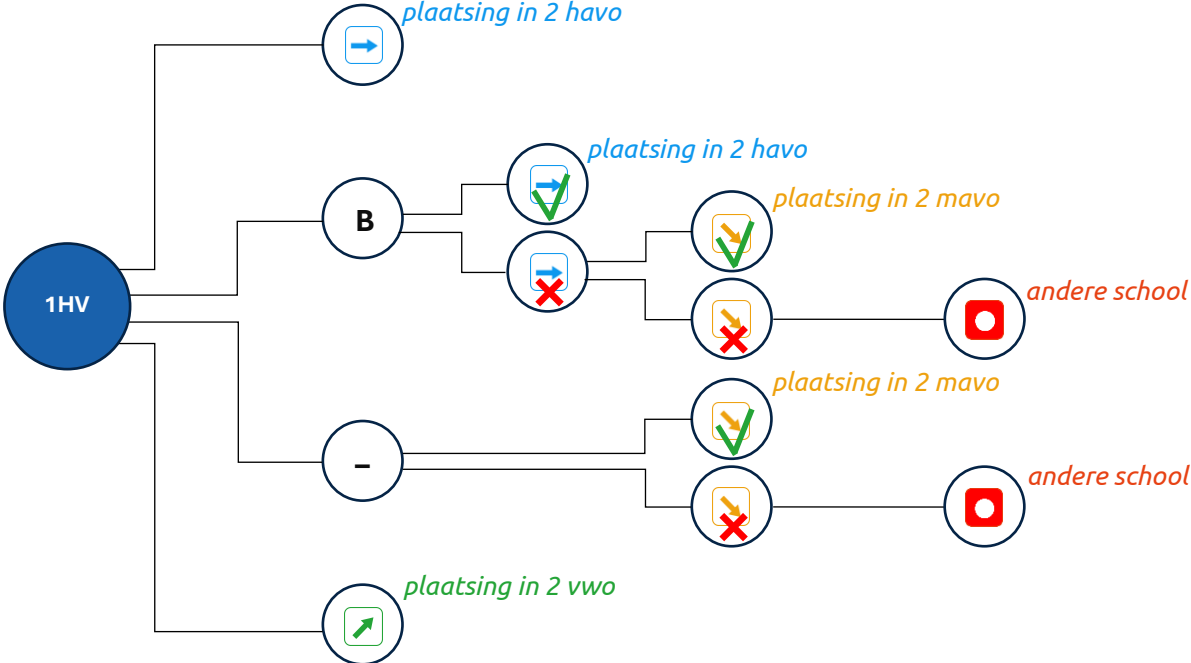 plaatsing in 2 havo
plaatsing in 2 havo
plaatsing in 2 mavo
B
andere school
1HV
plaatsing in 2 mavo
–
andere school
plaatsing in 2 vwo